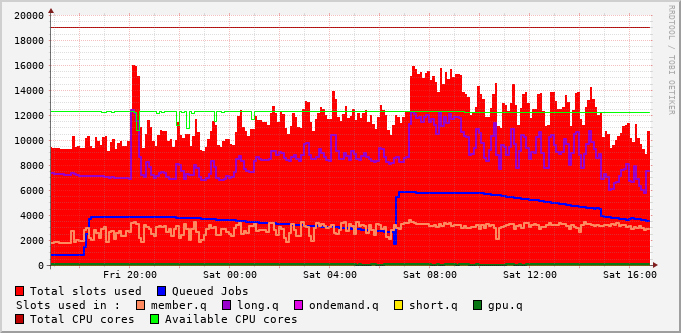 20000
18000
16000
14000
12000
10000
8000
6000
4000
2000
0
Fri 20:00 Sat 00:00 Sat 04:00 Sat 08:00 Sat 12:00 Sat 16:00
RRDTOOL / TOBI OETIKER
Total slots used Queued Jobs
Slots used in : member.q long.q ondemand.q short.q gpu.q
Total CPU cores Available CPU cores